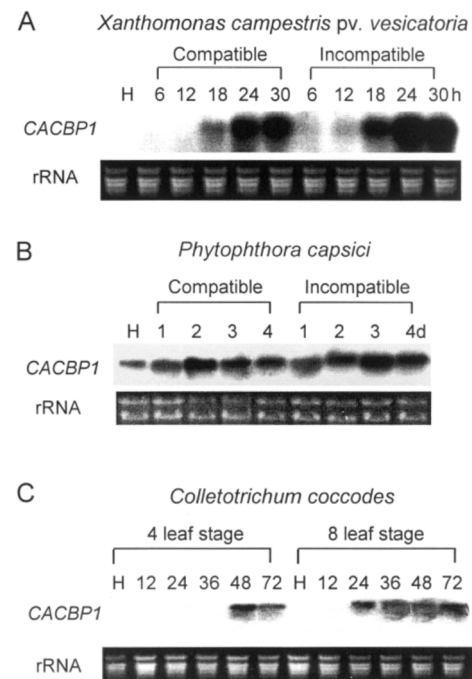 A Xanthomonas campestris pv. vesicatoria
Compatible Incompatible
H 6 12 18 24 30 6 12 18 24 30h
CACBP1
rRNA
B Phytophthora capsici
Compatible Incompatible
H 1 2 3 4 1 2 3 4d
CACBP1
rRNA
C Colletotrichum coccodes
4 leaf stage 8 leaf stage
H 12 24 36 48 72 H 12 24 36 48 72
CACBP1
rRNA